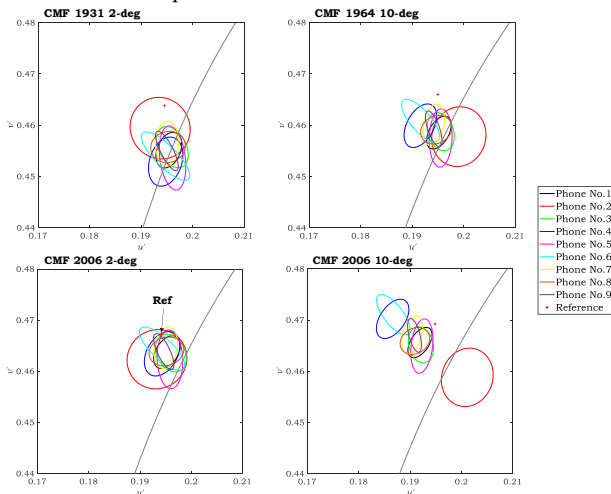 CMF 1931 2-deg
0.48
0.47
0.46
0.45
0.44
v'
0.17
0.18
0.19
0.2
0.21
u'
CMF 1964 10-deg
0.48
0.47
0.46
0.45
0.44
v'
0.17
0.18
0.19
0.2
0.21
u'
CMF 2006 2-deg
0.48
0.47
0.46
0.45
0.44
v'
Ref
0.17
0.18
0.19
0.2
0.21
u'
CMF 2006 10-deg
0.48
0.47
0.46
0.45
0.44
v'
0.17
0.18
0.19
0.2
0.21
u'
Phone No.1
Phone No.2
Phone No.3
Phone No.4
Phone No.5
Phone No.6
Phone No.7
Phone No.8
Phone No.9
Reference